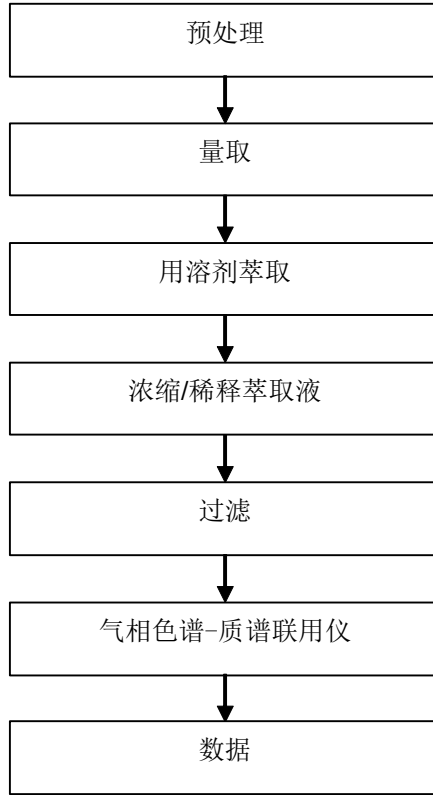 预处理
量取
用溶剂萃取
浓缩/稀释萃取液
过滤
气相色谱-质谱联用仪
数据